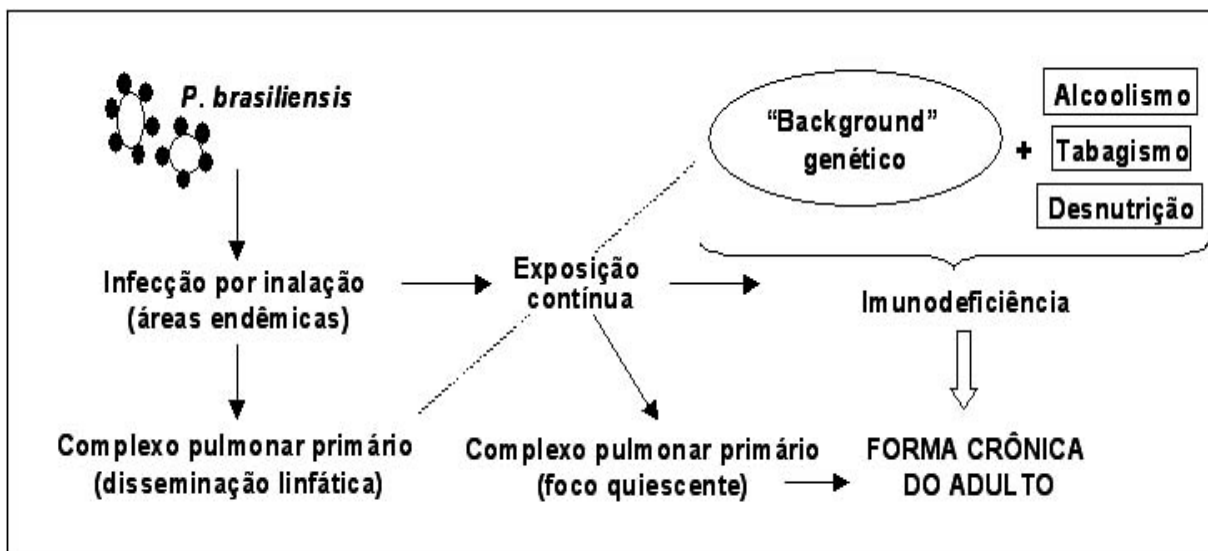 P. brasiliensis
"Background"
genético
+
Alcoolismo
Tabagismo
Desnutrição
Infecção por inalação
(áreas endêmicas)
Exposição
contínua
Imunodeficiência
Complexo pulmonar primário
(disseminação linfática)
Complexo pulmonar primário
(foco quiescente)
FORMA CRÔNICA
DO ADULTO